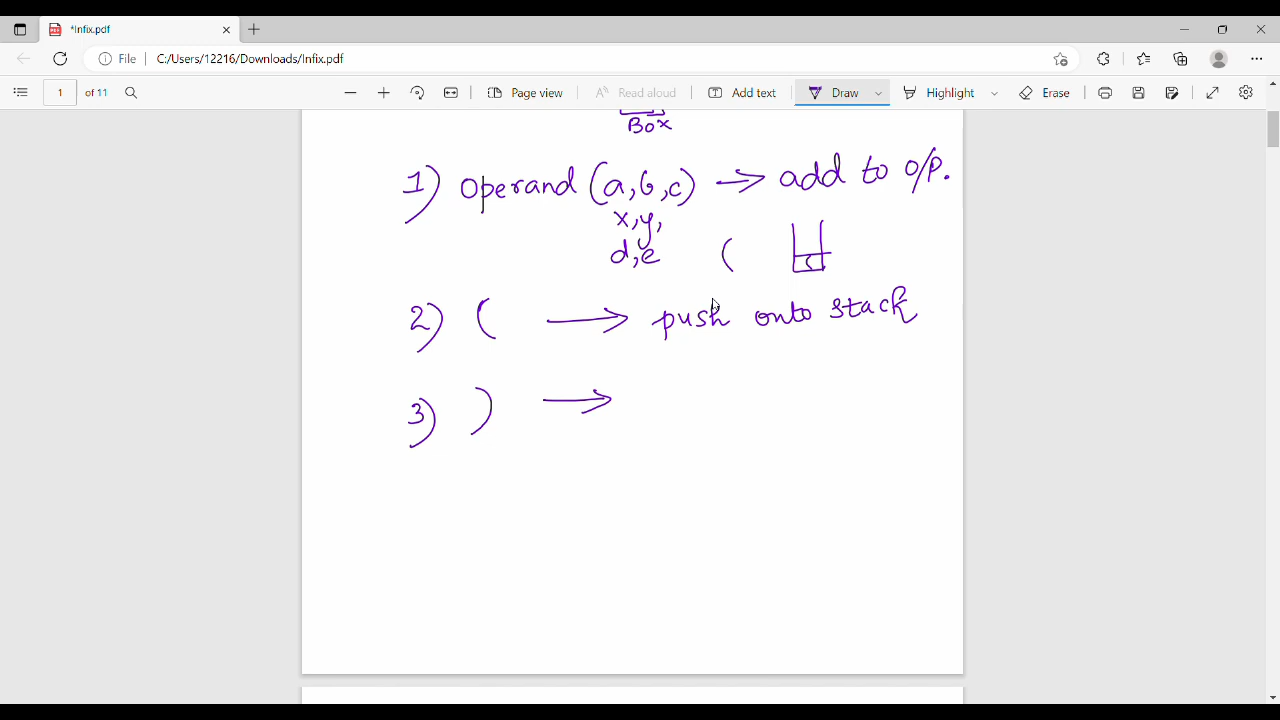 *Infix.pdf
File C:/Users/12216/Downloads/Infix.pdf
1 of 11 Page view Read aloud Add text Draw Highlight Erase
Box
1) Operand (a,b,c) → add to O/P.
x,y,
d,e ( (
2) ( → push onto stack
3) ) →